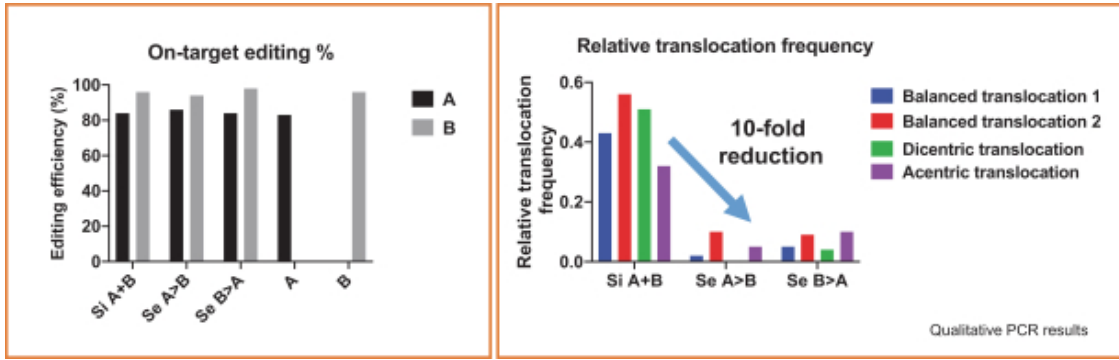 On-target editing %
Editing efficiency (%)
100
80
60
40
20
0
Si A+B
Se A>B
Se B>A
A
B
A
B
Relative translocation frequency
Relative translocation
frequency
0.6
0.4
0.2
0.0
10-fold
reduction
Si A+B
Se A>B
Se B>A
Balanced translocation 1
Balanced translocation 2
Dicentric translocation
Acentric translocation
Qualitative PCR results